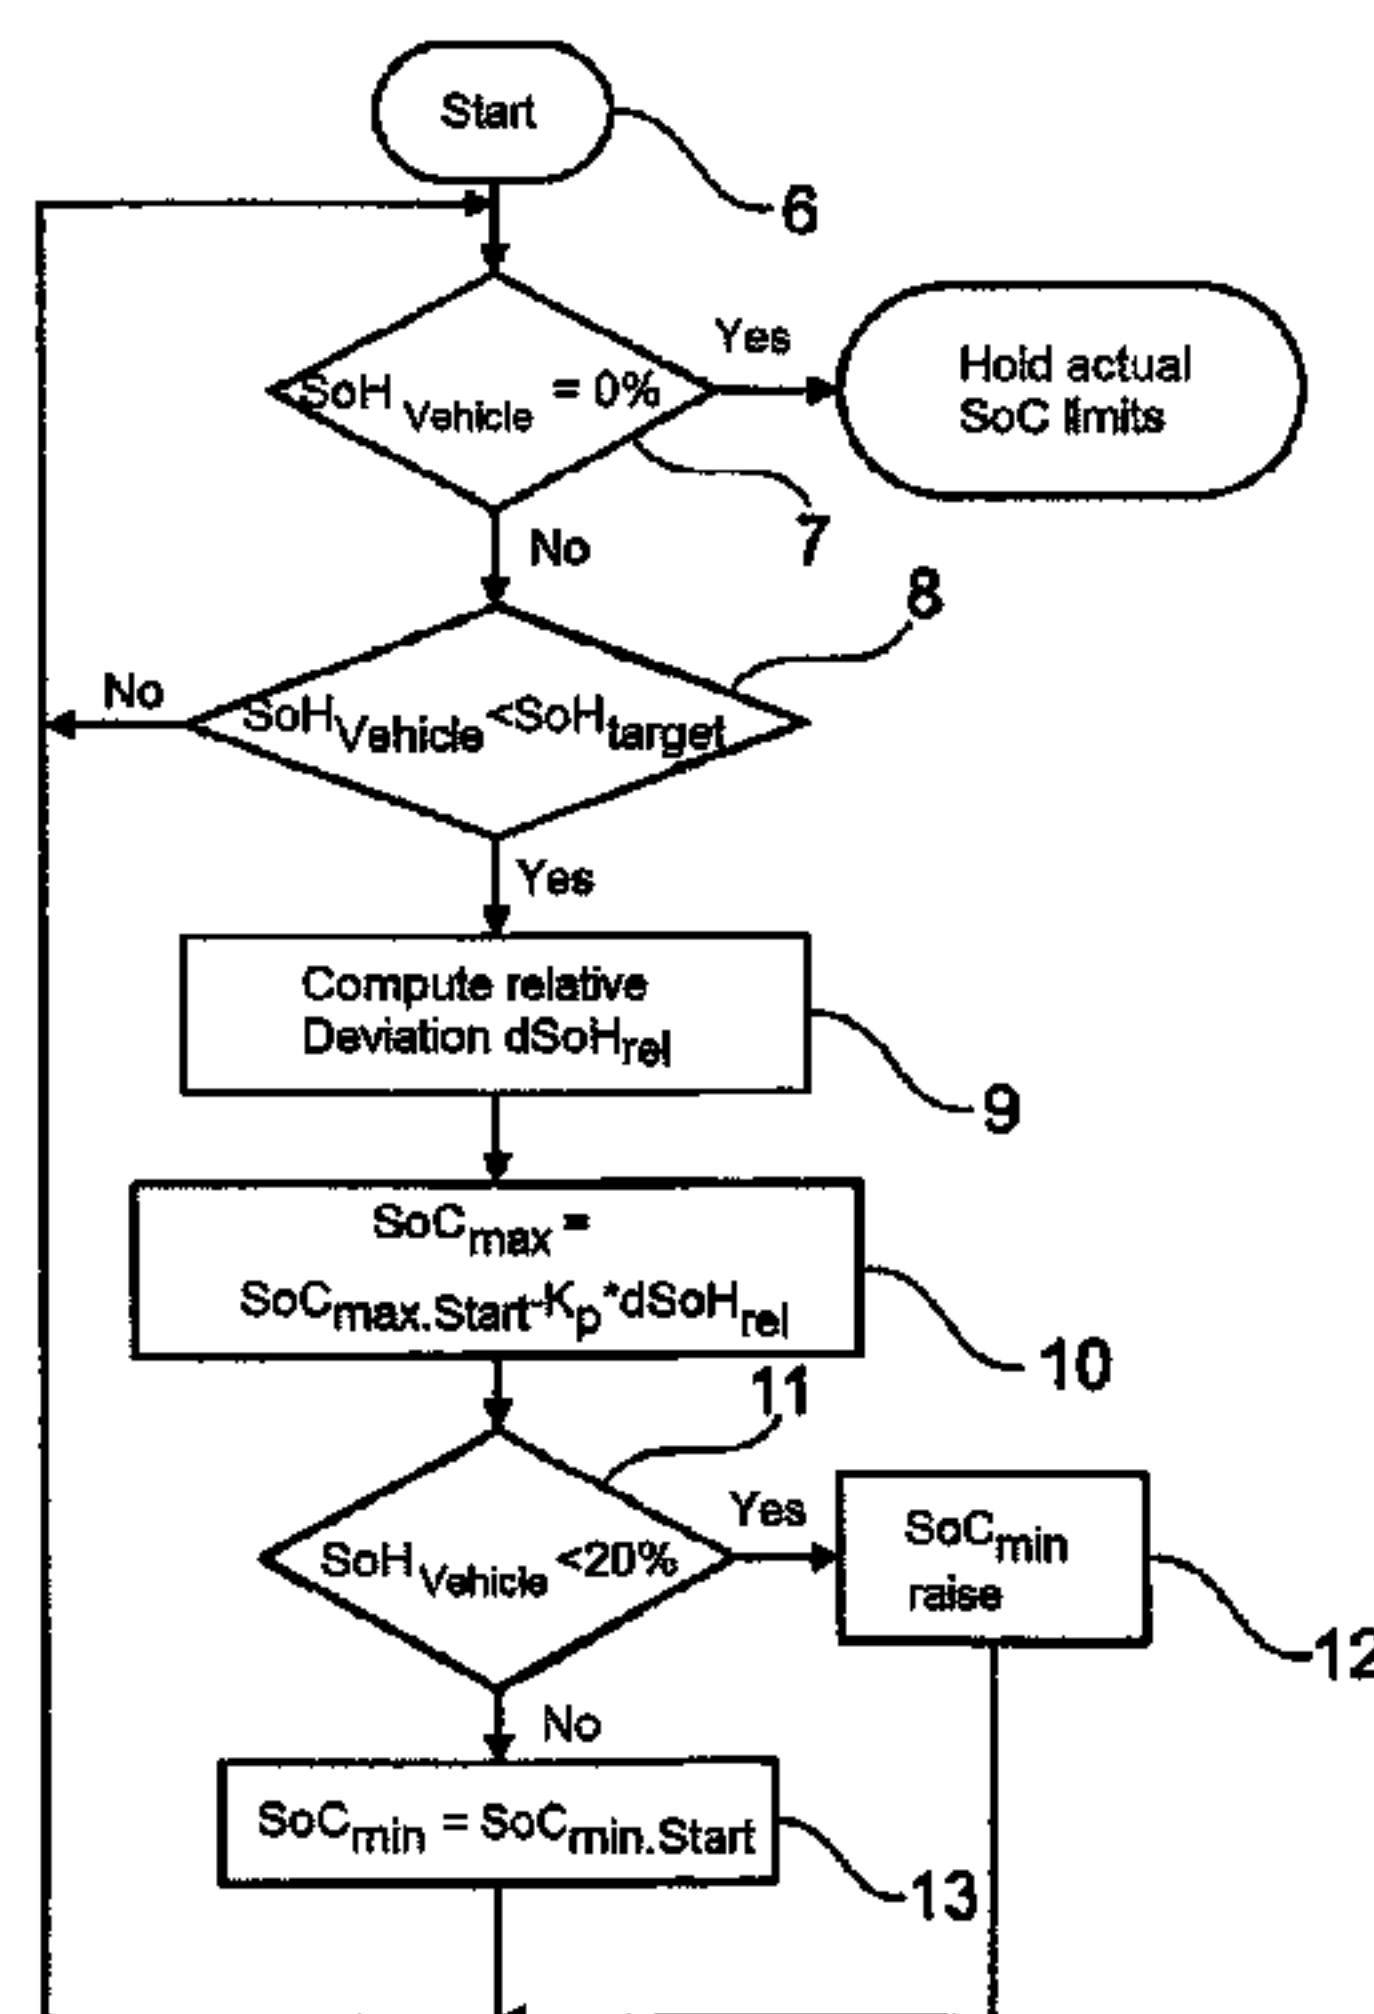 Start
6
Yes
SoH Vehicle = 0%
Hold actual
SoC limits
7
No
8
No
SoHVehicle <SoHtarget
Yes
Compute relative
Deviation dSoHrel
9
SoCmax =
SoCmax.Start-Kp*dSoHrel
10
11
Yes
SoH Vehicle <20%
SoCmin
raise
12
No
SoCmin = SoCmin.Start
13